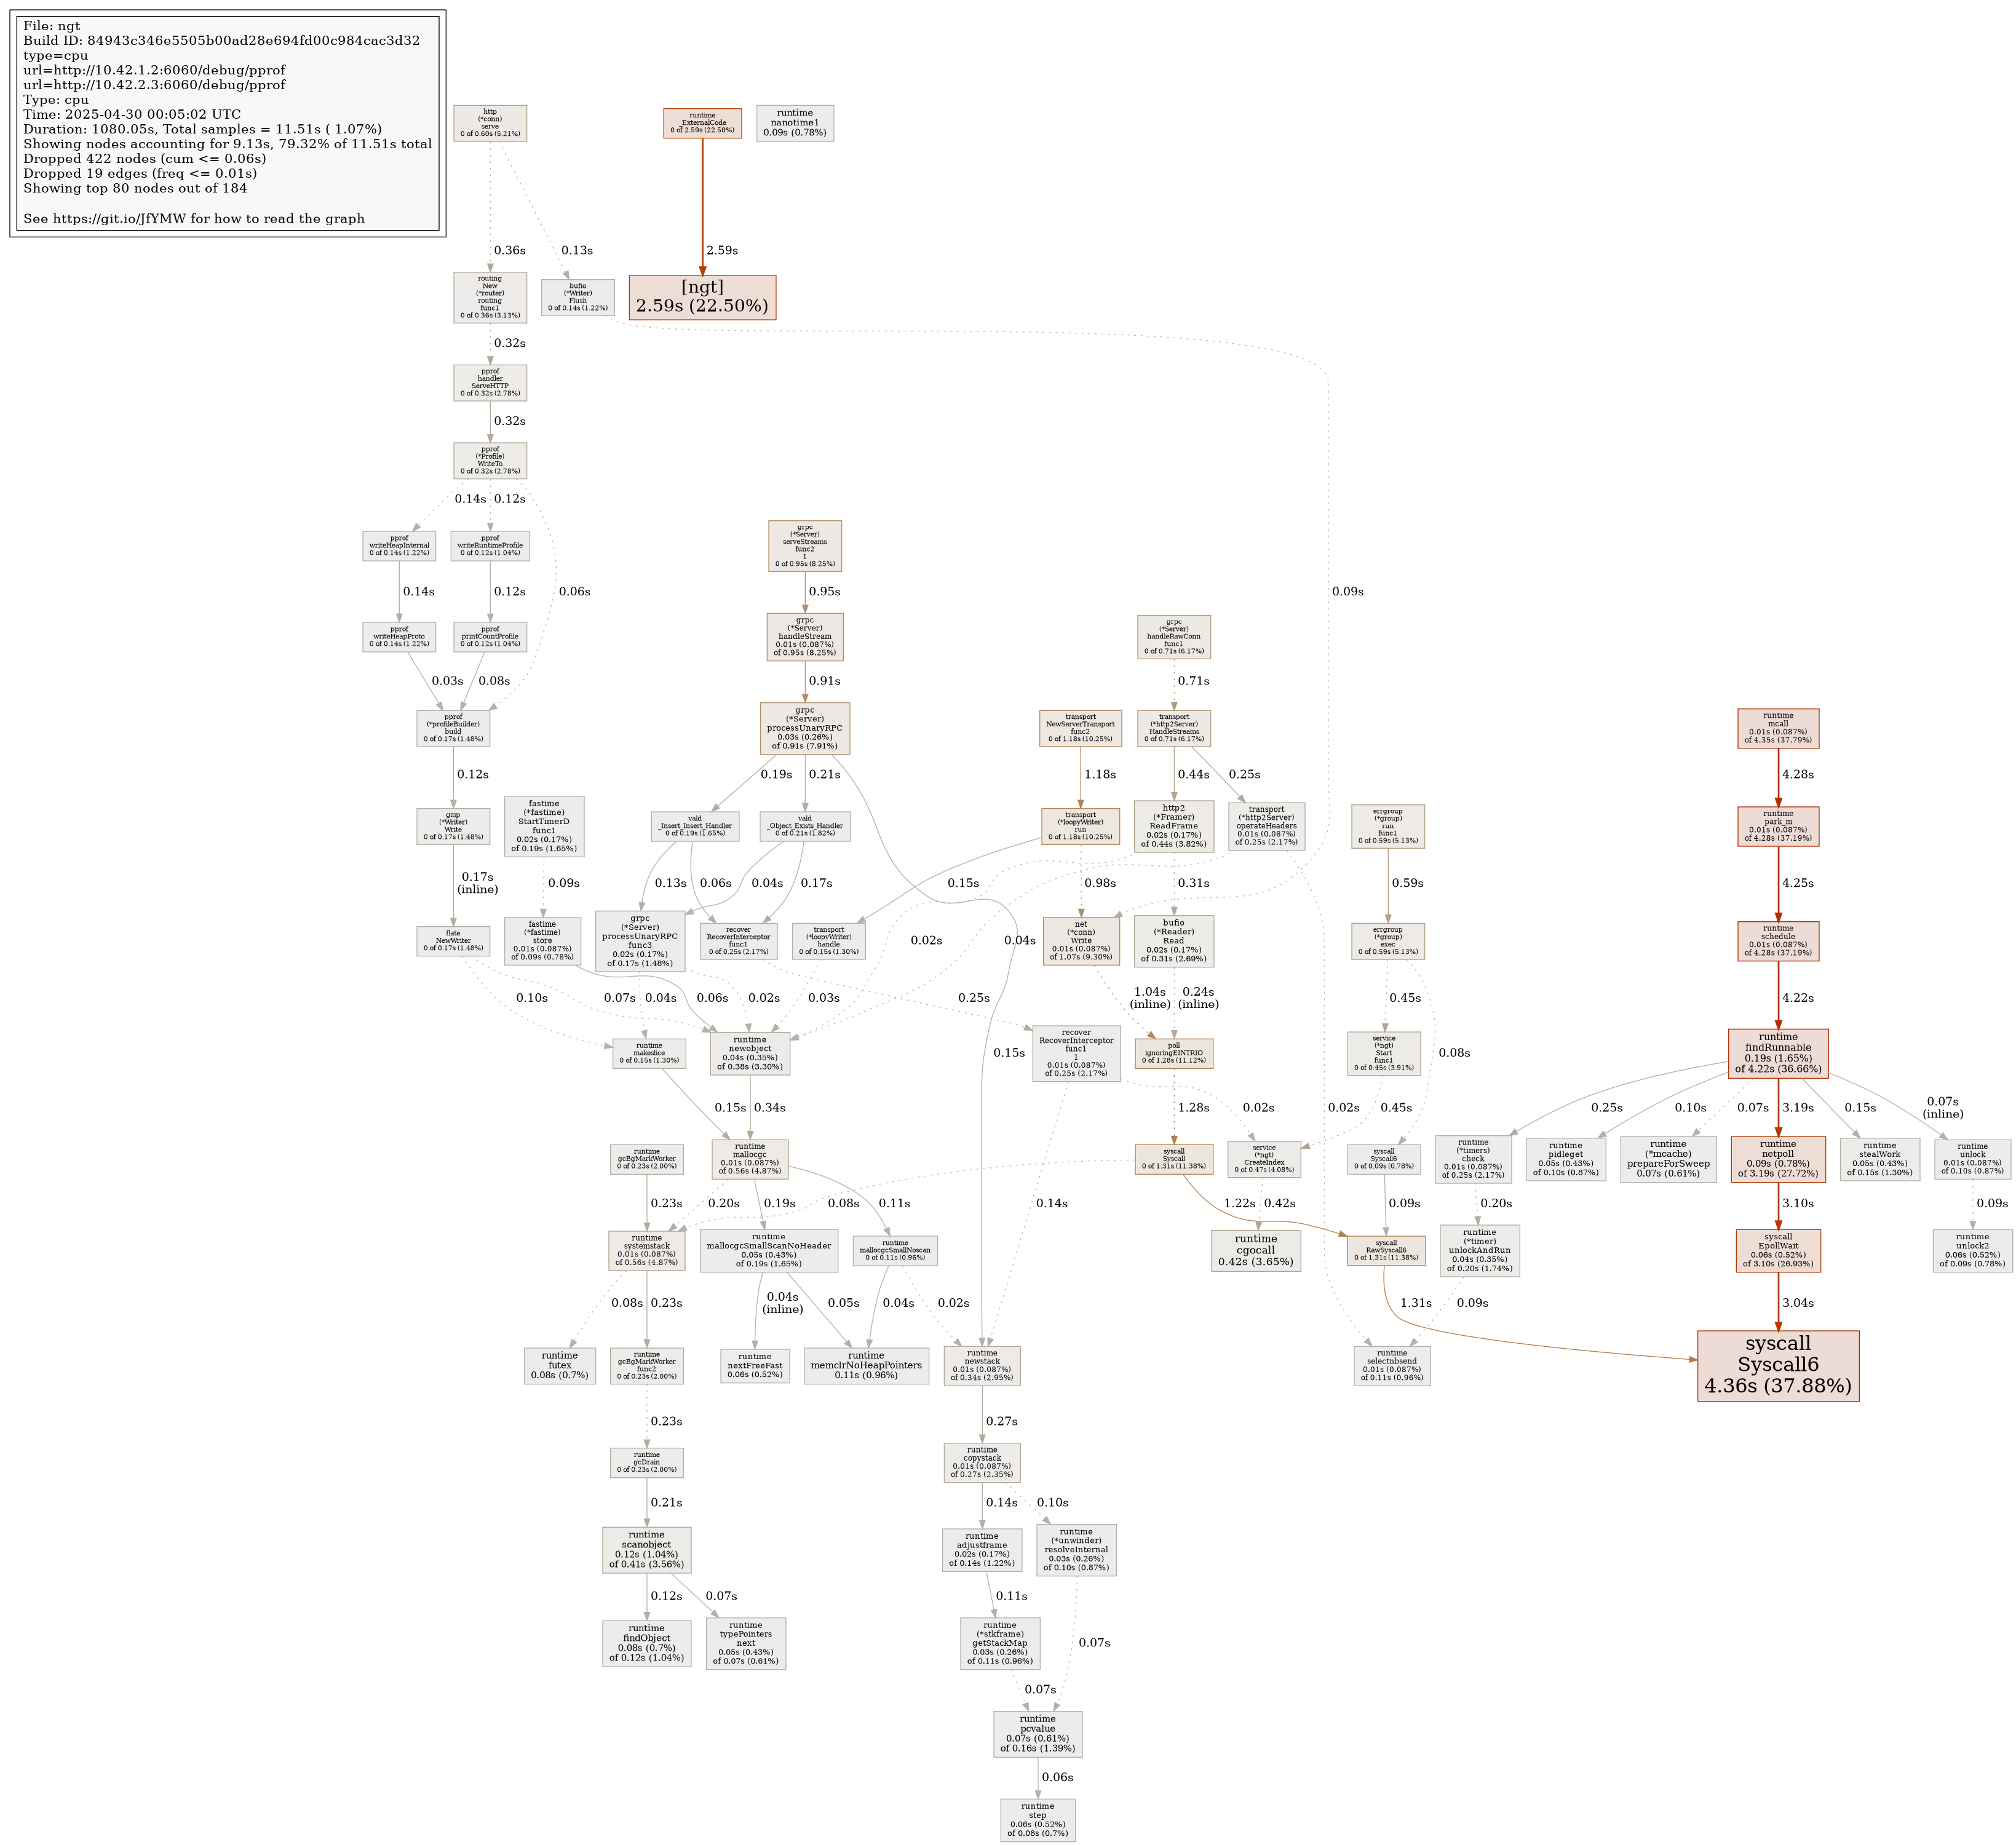 File: ngt
Build ID: 84943c346e5505b00ad28e694fd00c984cac3d32
type=cpu
url=http://10.42.1.2:6060/debug/pprof
url=http://10.42.2.3:6060/debug/pprof
Type: cpu
Time: 2025-04-30 00:05:02 UTC
Duration: 1080.05s, Total samples = 11.51s ( 1.07%)
Showing nodes accounting for 9.13s, 79.32% of 11.51s total
Dropped 422 nodes (cum <= 0.06s)
Dropped 19 edges (freq <= 0.01s)
Showing top 80 nodes out of 184
See https://git.io/JfYMW for how to read the graph
http
(*conn)
serve
0 of 0.60s (5.21%)
runtime
_ExternalCode
0 of 2.59s (22.50%)
runtime
nanotime1
0.09s (0.78%)
0.36s
0.13s
2.59s
routing
New
(*router)
routing
func1
0 of 0.36s (3.13%)
bufio
(*Writer)
Flush
0 of 0.14s (1.22%)
[ngt]
2.59s (22.50%)
0.32s
pprof
handler
ServeHTTP
0 of 0.32s (2.78%)
0.32s
pprof
(*Profile)
WriteTo
0 of 0.32s (2.78%)
0.14s
0.12s
pprof
writeHeapInternal
0 of 0.14s (1.22%)
pprof
writeRuntimeProfile
0 of 0.12s (1.04%)
grpc
(*Server)
serveStreams
func2
1
0 of 0.95s (8.25%)
0.14s
0.12s
0.06s
0.95s
0.09s
pprof
writeHeapProto
0 of 0.14s (1.22%)
pprof
printCountProfile
0 of 0.12s (1.04%)
grpc
(*Server)
handleStream
0.01s (0.087%)
of 0.95s (8.25%)
grpc
(*Server)
handleRawConn
func1
0 of 0.71s (6.17%)
0.03s
0.08s
0.91s
0.71s
pprof
(*profileBuilder)
build
0 of 0.17s (1.48%)
grpc
(*Server)
processUnaryRPC
0.03s (0.26%)
of 0.91s (7.91%)
transport
NewServerTransport
func2
0 of 1.18s (10.25%)
transport
(*http2Server)
HandleStreams
0 of 0.71s (6.17%)
runtime
mcall
0.01s (0.087%)
of 4.35s (37.79%)
0.12s
0.19s
0.21s
1.18s
0.44s
0.25s
4.28s
gzip
(*Writer)
Write
0 of 0.17s (1.48%)
fastime
(*fastime)
StartTimerD
func1
0.02s (0.17%)
of 0.19s (1.65%)
vald
_Insert_Insert_Handler
0 of 0.19s (1.65%)
vald
_Object_Exists_Handler
0 of 0.21s (1.82%)
transport
(*loopyWriter)
run
0 of 1.18s (10.25%)
http2
(*Framer)
ReadFrame
0.02s (0.17%)
of 0.44s (3.82%)
transport
(*http2Server)
operateHeaders
0.01s (0.087%)
of 0.25s (2.17%)
errgroup
(*group)
run
func1
0 of 0.59s (5.13%)
runtime
park_m
0.01s (0.087%)
of 4.28s (37.19%)
0.17s
(inline)
0.09s
0.13s
0.06s
0.04s
0.17s
0.15s
0.98s
0.31s
0.59s
4.25s
flate
NewWriter
0 of 0.17s (1.48%)
fastime
(*fastime)
store
0.01s (0.087%)
of 0.09s (0.78%)
grpc
(*Server)
processUnaryRPC
func3
0.02s (0.17%)
of 0.17s (1.48%)
recover
RecoverInterceptor
func1
0 of 0.25s (2.17%)
transport
(*loopyWriter)
handle
0 of 0.15s (1.30%)
0.02s
0.04s
net
(*conn)
Write
0.01s (0.087%)
of 1.07s (9.30%)
bufio
(*Reader)
Read
0.02s (0.17%)
of 0.31s (2.69%)
errgroup
(*group)
exec
0 of 0.59s (5.13%)
runtime
schedule
0.01s (0.087%)
of 4.28s (37.19%)
0.10s
0.07s
0.04s
0.06s
0.02s
0.03s
0.25s
1.04s
(inline)
0.24s
(inline)
0.45s
4.22s
runtime
makeslice
0 of 0.15s (1.30%)
runtime
newobject
0.04s (0.35%)
of 0.38s (3.30%)
0.15s
recover
RecoverInterceptor
func1
1
0.01s (0.087%)
of 0.25s (2.17%)
poll
ignoringEINTRIO
0 of 1.28s (11.12%)
service
(*ngt)
Start
func1
0 of 0.45s (3.91%)
0.08s
runtime
findRunnable
0.19s (1.65%)
of 4.22s (36.66%)
0.15s
0.34s
1.28s
0.02s
0.02s
0.45s
0.25s
0.10s
0.07s
3.19s
0.15s
0.07s
(inline)
runtime
gcBgMarkWorker
0 of 0.23s (2.00%)
runtime
mallocgc
0.01s (0.087%)
of 0.56s (4.87%)
syscall
Syscall
0 of 1.31s (11.38%)
service
(*ngt)
CreateIndex
0 of 0.47s (4.08%)
syscall
Syscall6
0 of 0.09s (0.78%)
runtime
(*timers)
check
0.01s (0.087%)
of 0.25s (2.17%)
runtime
pidleget
0.05s (0.43%)
of 0.10s (0.87%)
runtime
(*mcache)
prepareForSweep
0.07s (0.61%)
runtime
netpoll
0.09s (0.78%)
of 3.19s (27.72%)
runtime
stealWork
0.05s (0.43%)
of 0.15s (1.30%)
runtime
unlock
0.01s (0.087%)
of 0.10s (0.87%)
0.23s
0.20s
0.19s
0.08s
0.11s
0.14s
1.22s
0.42s
0.09s
0.20s
3.10s
0.09s
runtime
systemstack
0.01s (0.087%)
of 0.56s (4.87%)
runtime
mallocgcSmallScanNoHeader
0.05s (0.43%)
of 0.19s (1.65%)
runtime
mallocgcSmallNoscan
0 of 0.11s (0.96%)
runtime
cgocall
0.42s (3.65%)
syscall
RawSyscall6
0 of 1.31s (11.38%)
runtime
(*timer)
unlockAndRun
0.04s (0.35%)
of 0.20s (1.74%)
syscall
EpollWait
0.06s (0.52%)
of 3.10s (26.93%)
runtime
unlock2
0.06s (0.52%)
of 0.09s (0.78%)
0.08s
0.23s
0.04s
(inline)
0.05s
0.04s
0.02s
1.31s
0.09s
3.04s
runtime
futex
0.08s (0.7%)
runtime
gcBgMarkWorker
func2
0 of 0.23s (2.00%)
runtime
nextFreeFast
0.06s (0.52%)
runtime
memclrNoHeapPointers
0.11s (0.96%)
runtime
newstack
0.01s (0.087%)
of 0.34s (2.95%)
runtime
selectnbsend
0.01s (0.087%)
of 0.11s (0.96%)
syscall
Syscall6
4.36s (37.88%)
0.23s
0.27s
runtime
gcDrain
0 of 0.23s (2.00%)
runtime
copystack
0.01s (0.087%)
of 0.27s (2.35%)
0.21s
0.14s
0.10s
runtime
scanobject
0.12s (1.04%)
of 0.41s (3.56%)
runtime
adjustframe
0.02s (0.17%)
of 0.14s (1.22%)
runtime
(*unwinder)
resolveInternal
0.03s (0.26%)
of 0.10s (0.87%)
0.12s
0.07s
0.11s
runtime
findObject
0.08s (0.7%)
of 0.12s (1.04%)
runtime
typePointers
next
0.05s (0.43%)
of 0.07s (0.61%)
runtime
(*stkframe)
getStackMap
0.03s (0.26%)
of 0.11s (0.96%)
0.07s
0.07s
runtime
pcvalue
0.07s (0.61%)
of 0.16s (1.39%)
0.06s
runtime
step
0.06s (0.52%)
of 0.08s (0.7%)